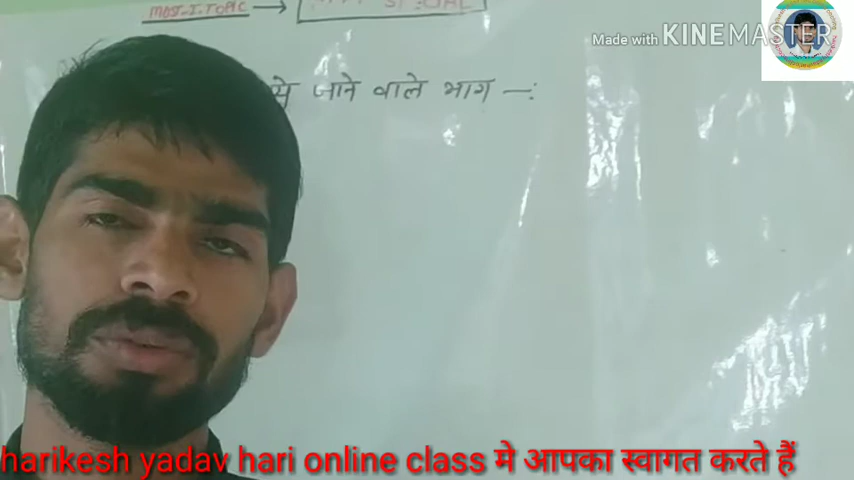 MOST-I-TOPIC →
Made with KINEMASTER
से जाने वाले भाग —:
harikesh yadav hari online class मे आपका स्वागत करते हैं